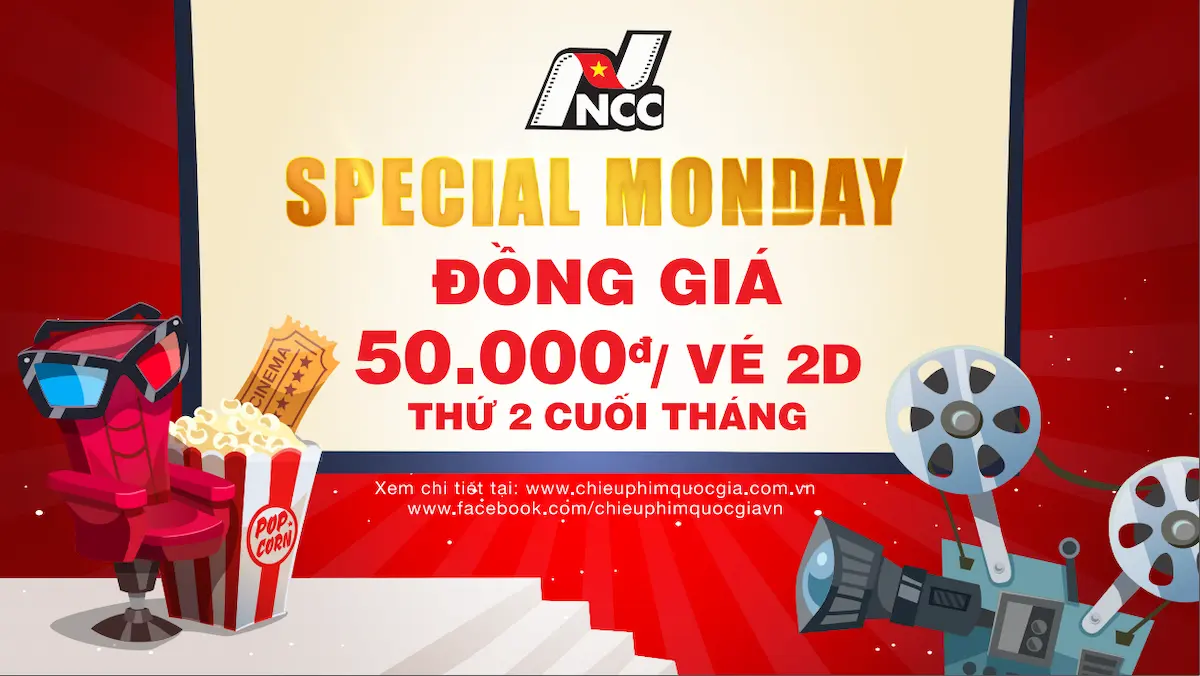 NCC
SPECIAL MONDAY
ĐỒNG GIÁ
50.000đ/ VÉ 2D
THỨ 2 CUỐI THÁNG
CINEMA
POP
CORN
Xem chi tiết tại: www.chieuphimquocgia.com.vn
www.facebook.com/chieuphimquocgiavn